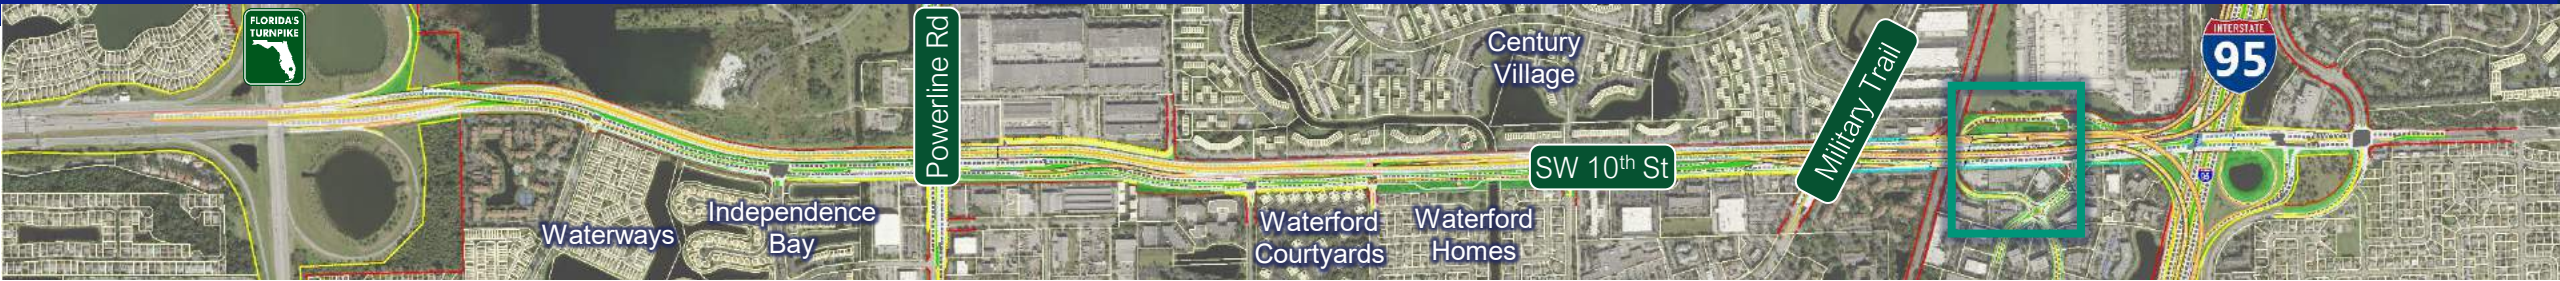 FLORIDA'S
TURNPIKE
Powerline Rd
Century
Village
Military Trail
INTERSTATE
95
SW 10th St
Waterways
Independence
Bay
Waterford
Courtyards
Waterford
Homes
95